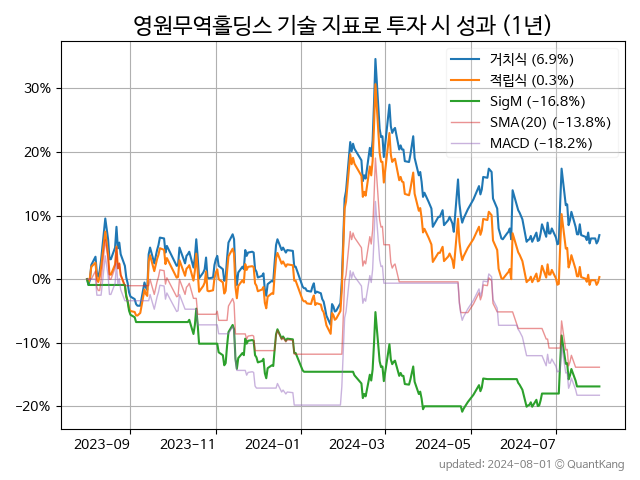 영원무역홀딩스 기술 지표로 투자 시 성과 (1년)
거치식 (6.9%)
적립식 (0.3%)
SigM (−16.8%)
SMA(20) (−13.8%)
MACD (−18.2%)
30%
20%
10%
0%
−10%
−20%
2023-09 2023-11 2024-01 2024-03 2024-05 2024-07
updated: 2024-08-01 © QuantKang